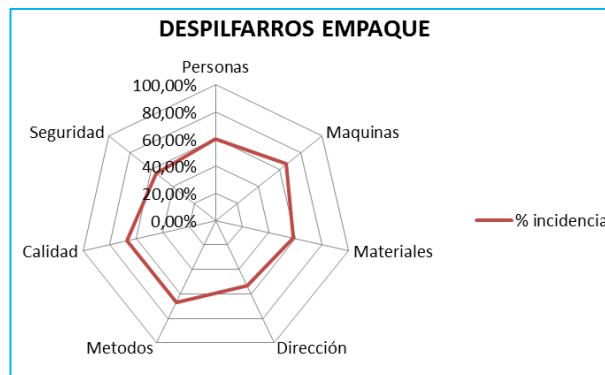 DESPILFARROS EMPAQUE
Personas
100,00%
80,00%
60,00%
40,00%
20,00%
0,00%
Maquinas
Materiales
Dirección
Metodos
Calidad
Seguridad
% incidencia